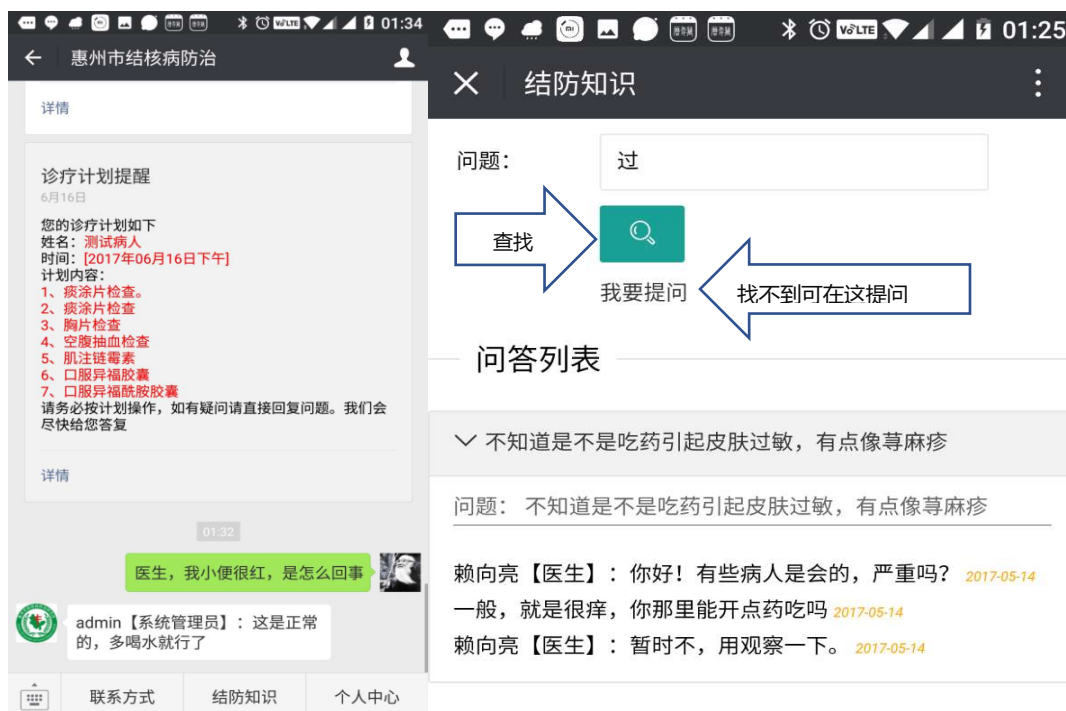 01:34
惠州市结核病防治
详情
诊疗计划提醒
6月16日
您的诊疗计划如下
姓名：测试病人
时间：[2017年06月16日下午]
计划内容：
1、痰涂片检查。
2、痰涂片检查
3、胸片检查
4、空腹抽血检查
5、肌注链霉素
6、口服异福胶囊
7、口服异福酰胺胶囊
请务必按计划操作，如有疑问请直接回复问题。我们会
尽快给您答复
详情
01:32
医生，我小便很红，是怎么回事
admin【系统管理员】：这是正常
的，多喝水就行了
联系方式
结防知识
个人中心
VoLTE 01:25
结防知识
问题：
过
查找
我要提问
找不到可在这提问
问答列表
不知道是不是吃药引起皮肤过敏，有点像荨麻疹
问题： 不知道是不是吃药引起皮肤过敏，有点像荨麻疹
赖向亮【医生】：你好！有些病人是会的，严重吗？ 2017-05-14
一般，就是很痒，你那里能开点药吃吗 2017-05-14
赖向亮【医生】：暂时不，用观察一下。 2017-05-14